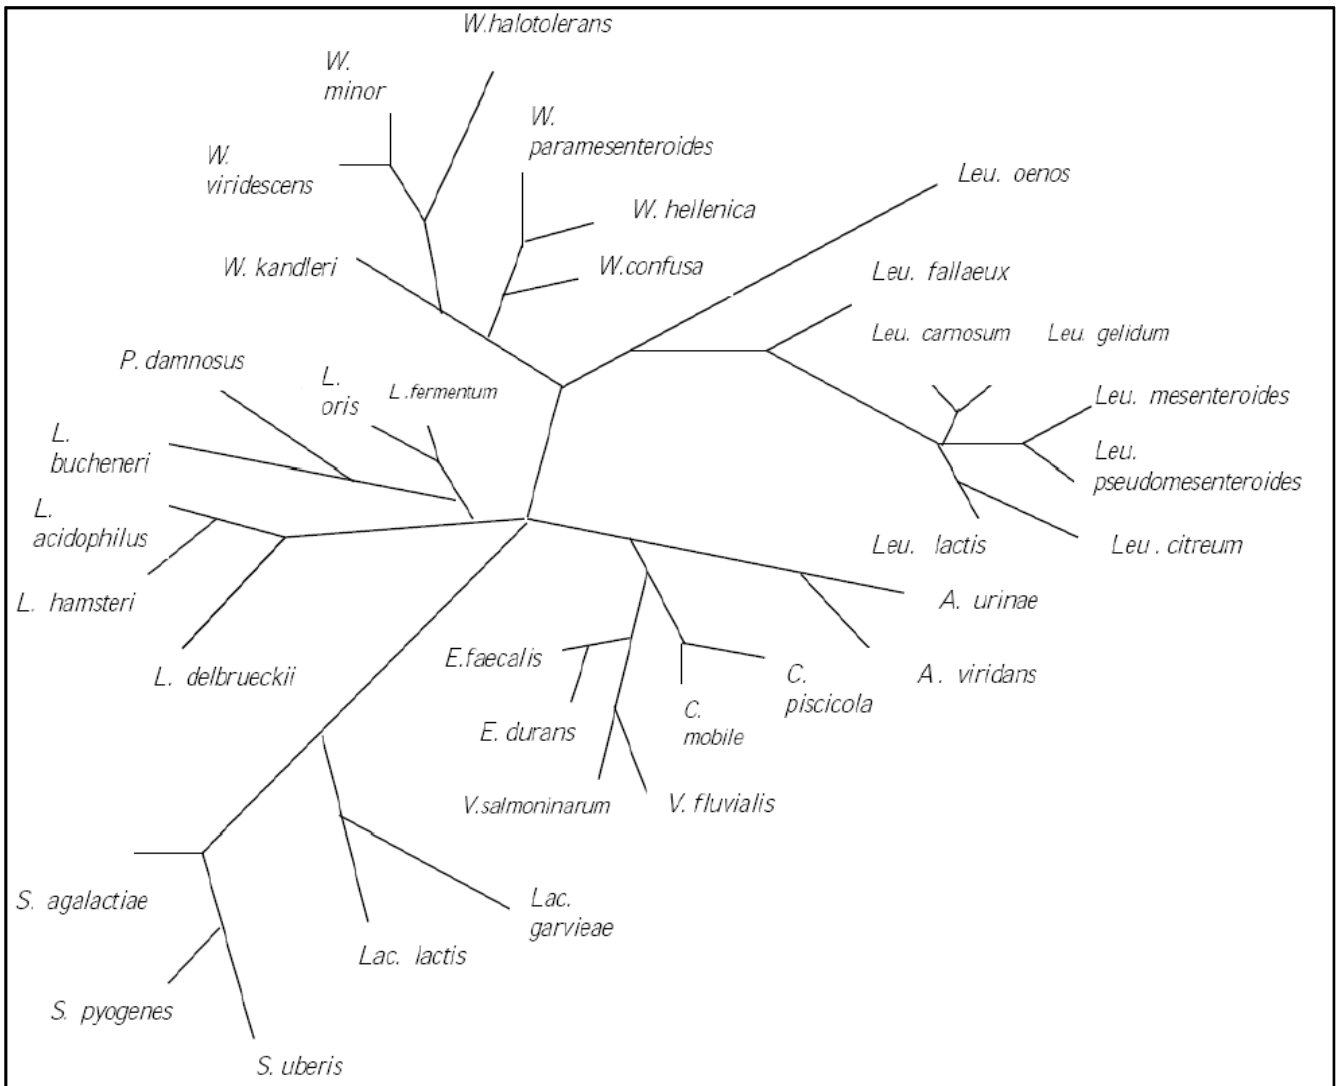 W.halotolerans
W.
minor
W.
paramesenteroides
W.
viridescens
Leu. oenos
W. hellenica
W. kandleri
W.confusa
Leu. fallaeux
Leu. carnosum
Leu. gelidum
P. damnosus
L.
oris
L .fermentum
Leu. mesenteroides
L.
bucheneri
Leu.
pseudomesenteroides
L.
acidophilus
Leu. lactis
Leu . citreum
L. hamsteri
A. urinae
E.faecalis
L. delbrueckii
C.
piscicola
A. viridans
E. durans
C.
mobile
V.salmoninarum
V. fluvialis
S. agalactiae
Lac.
garvieae
Lac. lactis
S. pyogenes
S. uberis